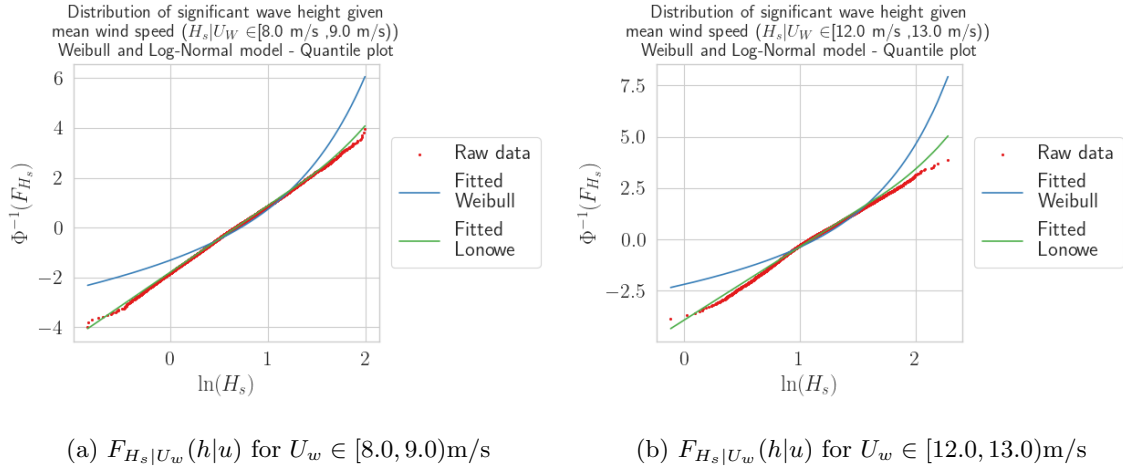 Distribution of significant wave height given
mean wind speed (H_s|U_W ∈[8.0 m/s ,9.0 m/s))
Weibull and Log-Normal model - Quantile plot
6
4
2
0
−2
−4
Φ⁻¹(F_{H_s})
0
1
2
ln(H_s)
Raw data
Fitted
Weibull
Fitted
Lonowe
(a) F_{H_s|U_w}(h|u) for U_w ∈ [8.0, 9.0)m/s
Distribution of significant wave height given
mean wind speed (H_s|U_W ∈[12.0 m/s ,13.0 m/s))
Weibull and Log-Normal model - Quantile plot
7.5
5.0
2.5
0.0
−2.5
Φ⁻¹(F_{H_s})
0
1
2
ln(H_s)
Raw data
Fitted
Weibull
Fitted
Lonowe
(b) F_{H_s|U_w}(h|u) for U_w ∈ [12.0, 13.0)m/s